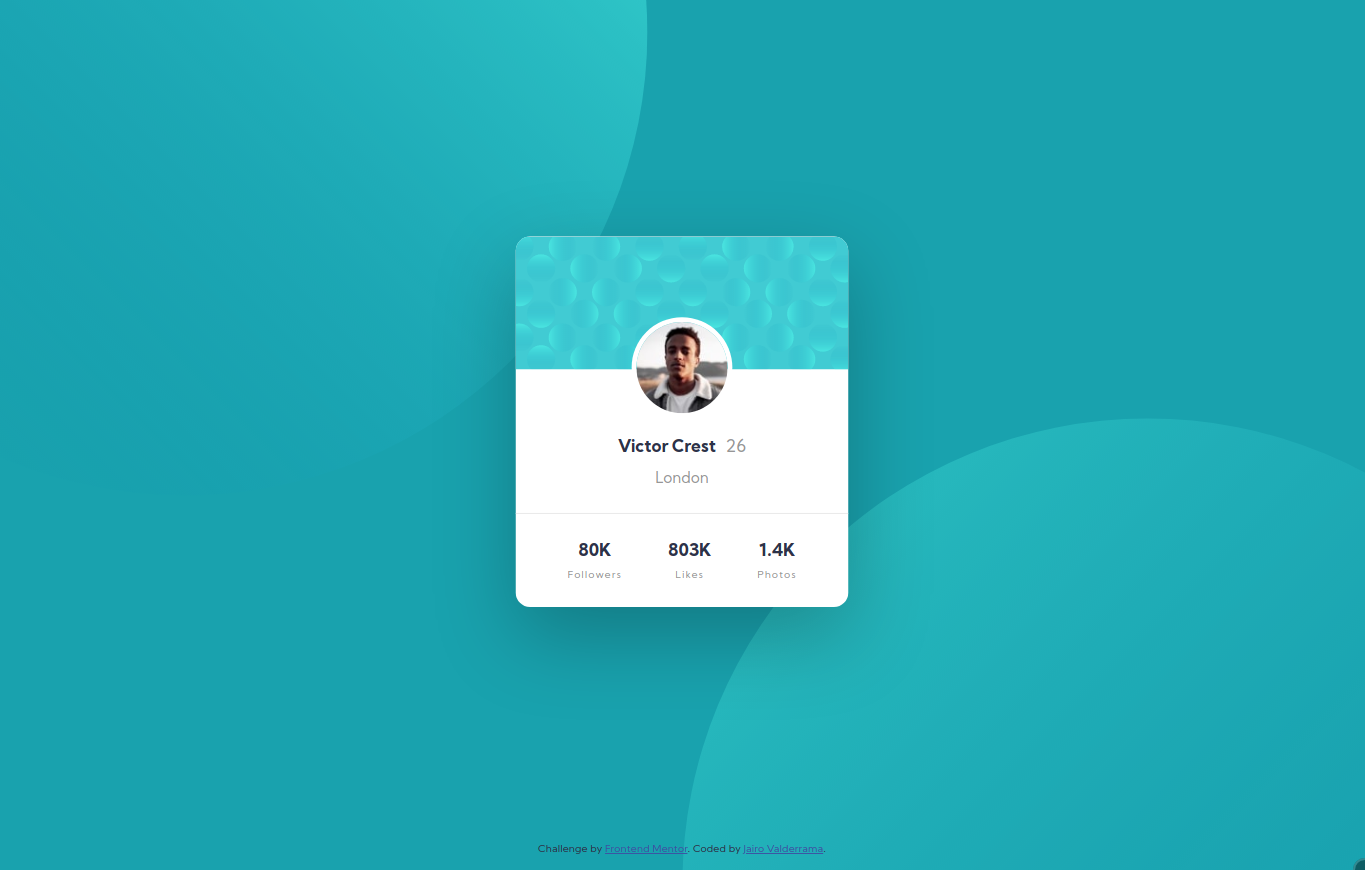 Victor Crest 26
London
80K 803K 1.4K
Followers Likes Photos
Challenge by Frontend Mentor. Coded by Jairo Valderrama.